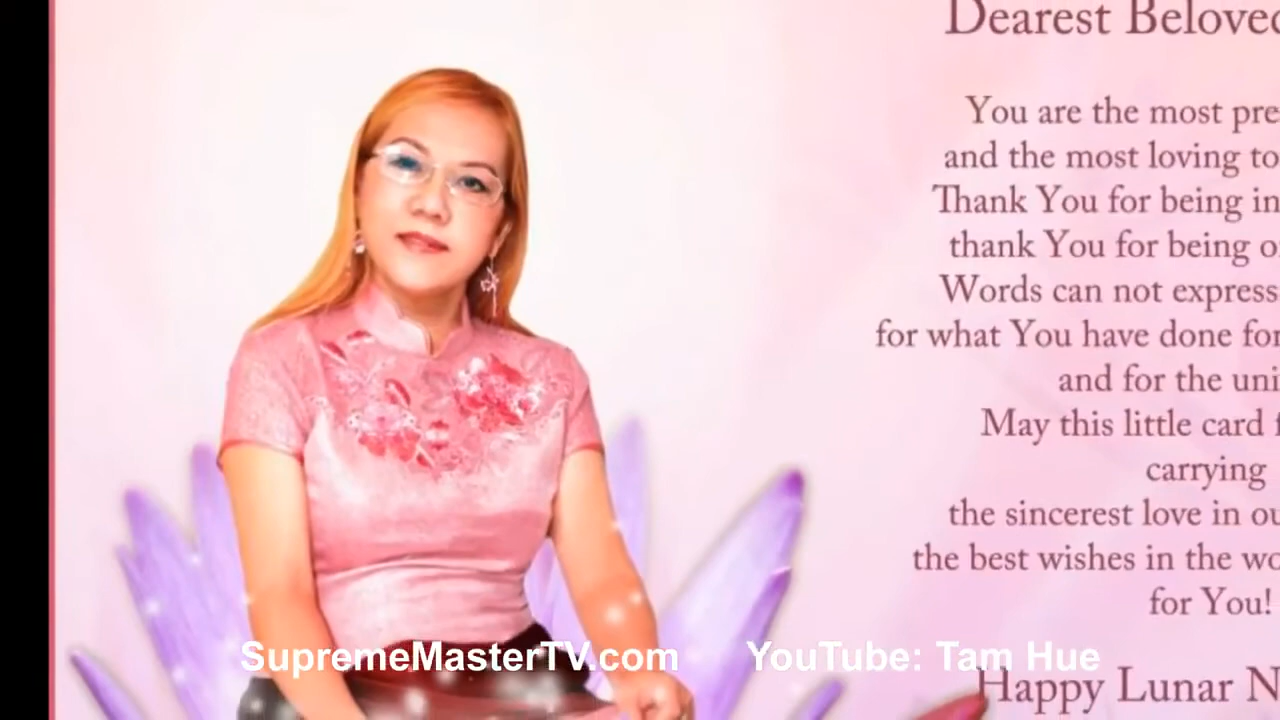 Dearest Beloved
You are the most pre
and the most loving to
Thank You for being in
thank You for being o
Words can not express
for what You have done for
and for the uni
May this little card f
carrying
the sincerest love in ou
the best wishes in the wo
for You!
SupremeMasterTV.com YouTube: Tam Hue
Happy Lunar N